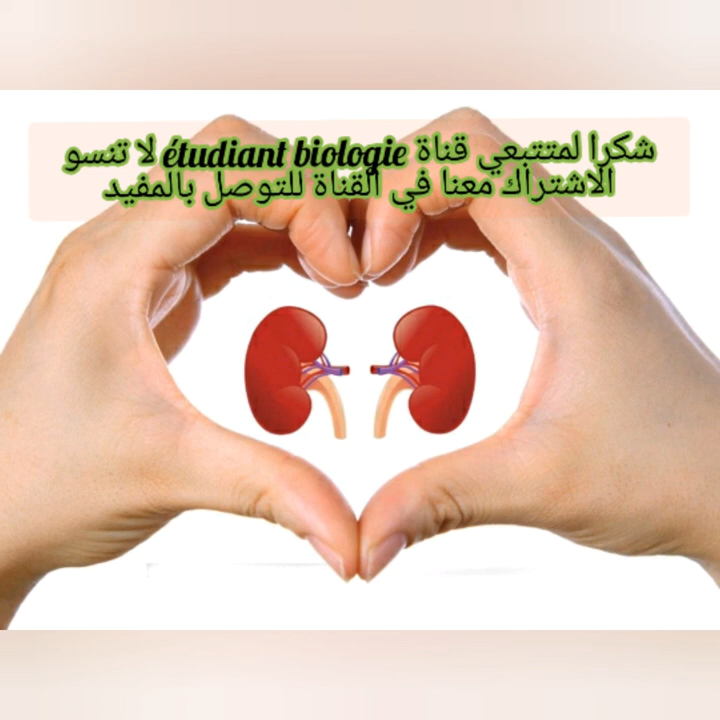 شكرا لمتتبعي قناة étudiant biologie لا تنسو
الاشتراك معنا في القناة للتوصل بالمفيد